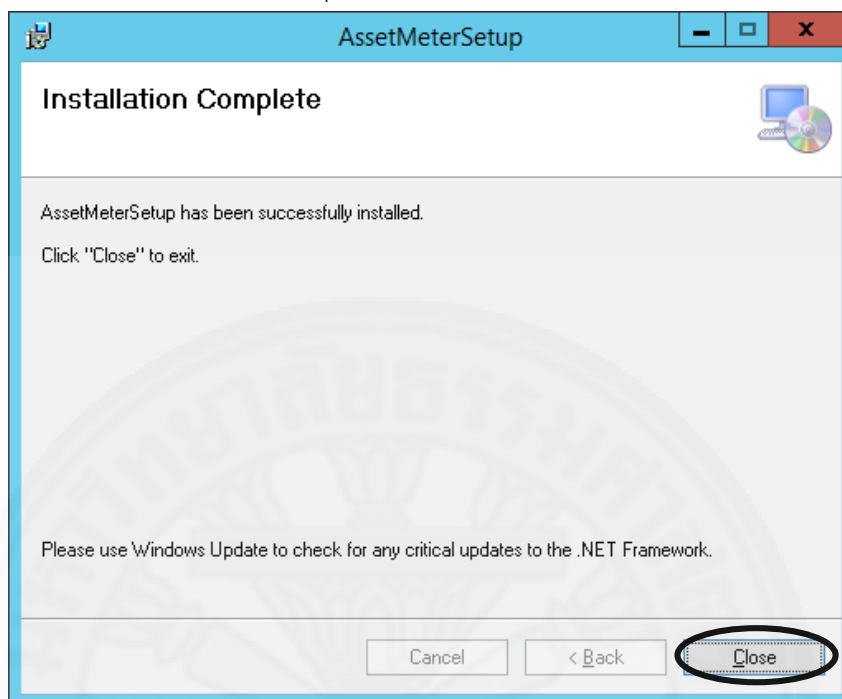 AssetMeterSetup
Installation Complete
AssetMeterSetup has been successfully installed.
Click "Close" to exit.
Please use Windows Update to check for any critical updates to the .NET Framework.
Cancel
< Back
Close